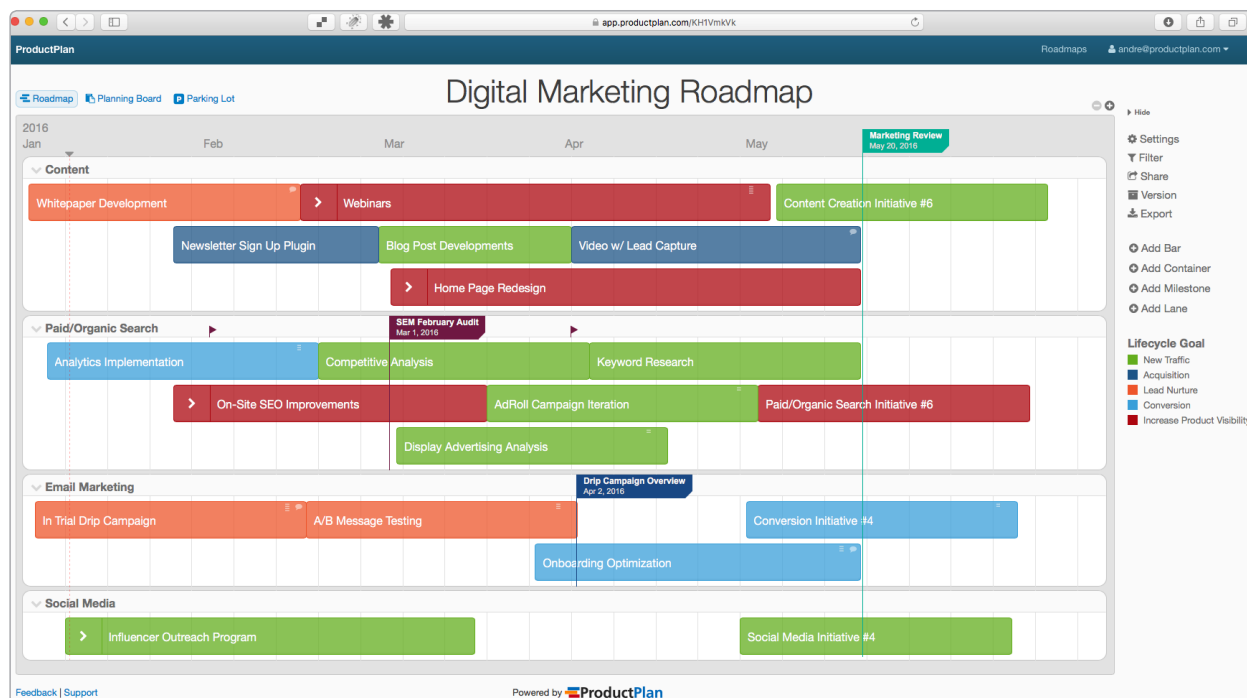 app.productplan.com/KH1VmkVk
ProductPlan
Roadmaps
andre@productplan.com
Roadmap
Planning Board
Parking Lot
Digital Marketing Roadmap
Hide
2016
Jan
Feb
Mar
Apr
May
Marketing Review
May 20, 2016
Settings
Filter
Share
Version
Export
Add Bar
Add Container
Add Milestone
Add Lane
Lifecycle Goal
New Traffic
Acquisition
Lead Nurture
Conversion
Increase Product Visibility
Content
Whitepaper Development
Webinars
Content Creation Initiative #6
Newsletter Sign Up Plugin
Blog Post Developments
Video w/ Lead Capture
Home Page Redesign
Paid/Organic Search
SEM February Audit
Mar 1, 2016
Analytics Implementation
Competitive Analysis
Keyword Research
On-Site SEO Improvements
AdRoll Campaign Iteration
Paid/Organic Search Initiative #6
Display Advertising Analysis
Email Marketing
Drip Campaign Overview
Apr 2, 2016
In Trial Drip Campaign
A/B Message Testing
Conversion Initiative #4
Onboarding Optimization
Social Media
Influencer Outreach Program
Social Media Initiative #4
Feedback | Support
Powered by ProductPlan